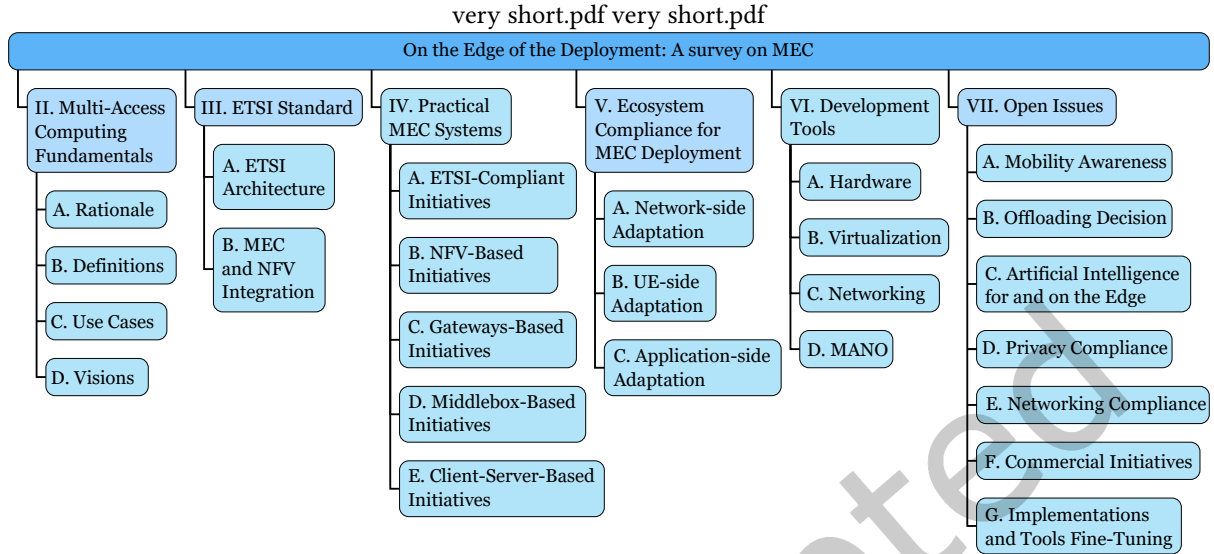 very short.pdf very short.pdf
On the Edge of the Deployment: A survey on MEC
II. Multi-Access
Computing
Fundamentals
A. Rationale
B. Definitions
C. Use Cases
D. Visions
III. ETSI Standard
A. ETSI
Architecture
B. MEC
and NFV
Integration
IV. Practical
MEC Systems
A. ETSI-Compliant
Initiatives
B. NFV-Based
Initiatives
C. Gateways-Based
Initiatives
D. Middlebox-Based
Initiatives
E. Client-Server-Based
Initiatives
V. Ecosystem
Compliance for
MEC Deployment
A. Network-side
Adaptation
B. UE-side
Adaptation
C. Application-side
Adaptation
VI. Development
Tools
A. Hardware
B. Virtualization
C. Networking
D. MANO
VII. Open Issues
A. Mobility Awareness
B. Offloading Decision
C. Artificial Intelligence
for and on the Edge
D. Privacy Compliance
E. Networking Compliance
F. Commercial Initiatives
G. Implementations
and Tools Fine-Tuning